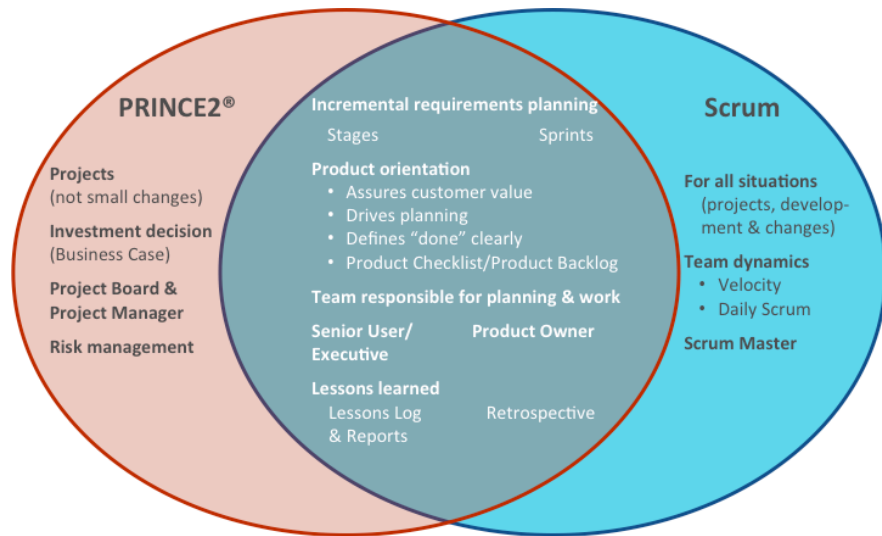 PRINCE2®
Projects
(not small changes)
Investment decision
(Business Case)
Project Board &
Project Manager
Risk management
Incremental requirements planning
Stages Sprints
Product orientation
• Assures customer value
• Drives planning
• Defines “done” clearly
• Product Checklist/Product Backlog
Team responsible for planning & work
Senior User/ Product Owner
Executive
Lessons learned
Lessons Log Retrospective
& Reports
Scrum
For all situations
(projects, develop-
ment & changes)
Team dynamics
• Velocity
• Daily Scrum
Scrum Master